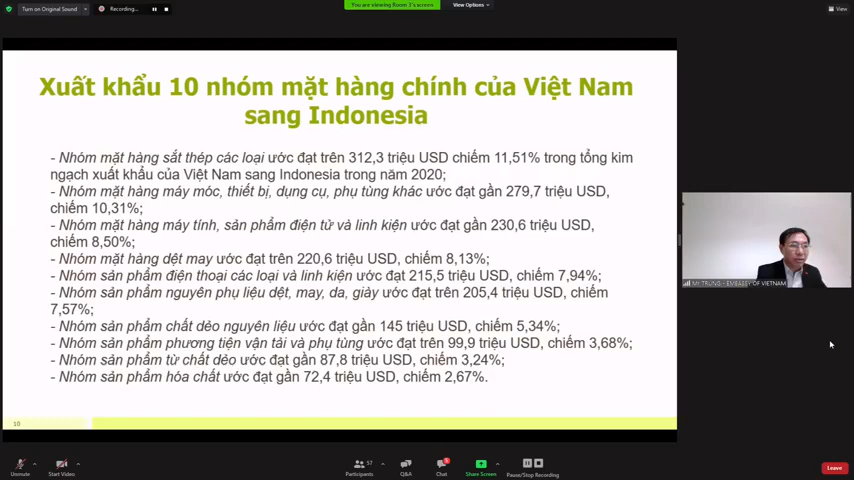 Turn on Original Sound
Recording...
You are viewing Room 3's screen
View Options
View
Xuất khẩu 10 nhóm mặt hàng chính của Việt Nam
sang Indonesia
- Nhóm mặt hàng sắt thép các loại ước đạt trên 312,3 triệu USD chiếm 11,51% trong tổng kim
ngạch xuất khẩu của Việt Nam sang Indonesia trong năm 2020;
- Nhóm mặt hàng máy móc, thiết bị, dụng cụ, phụ tùng khác ước đạt gần 279,7 triệu USD,
chiếm 10,31%;
- Nhóm mặt hàng máy tính, sản phẩm điện tử và linh kiện ước đạt gần 230,6 triệu USD,
chiếm 8,50%;
- Nhóm mặt hàng dệt may ước đạt trên 220,6 triệu USD, chiếm 8,13%;
- Nhóm sản phẩm điện thoại các loại và linh kiện ước đạt 215,5 triệu USD, chiếm 7,94%;
- Nhóm sản phẩm nguyên phụ liệu dệt, may, da, giày ước đạt trên 205,4 triệu USD, chiếm
7,57%;
- Nhóm sản phẩm chất dẻo nguyên liệu ước đạt gần 145 triệu USD, chiếm 5,34%;
- Nhóm sản phẩm phương tiện vận tải và phụ tùng ước đạt trên 99,9 triệu USD, chiếm 3,68%;
- Nhóm sản phẩm từ chất dẻo ước đạt gần 87,8 triệu USD, chiếm 3,24%;
- Nhóm sản phẩm hóa chất ước đạt gần 72,4 triệu USD, chiếm 2,67%.
10
Mr TRUNG - EMBASSY OF VIETNAM
Unmute
Start Video
Participants
57
Q&A
Chat
Share Screen
Pause/Stop Recording
Leave